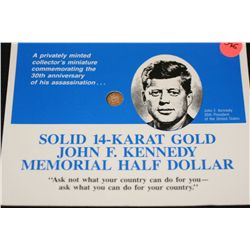 A privately minted
collector's miniature
commemorating the
30th anniversary
of his assassination . . .
John F. Kennedy
35th President
of the United States
SOLID 14-KARAT GOLD
JOHN F. KENNEDY
MEMORIAL HALF DOLLAR
"Ask not what your country can do for you—
ask what you can do for your country."